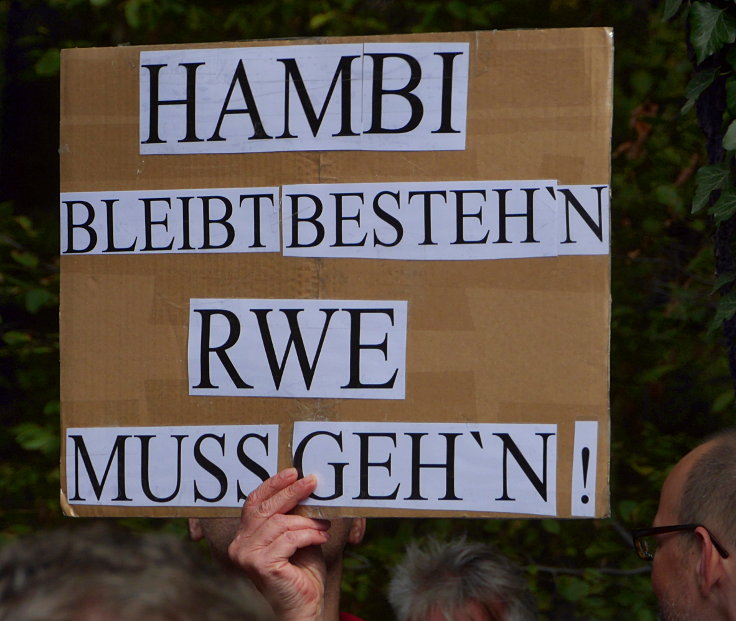 HAMBI
BLEIBT BESTEH`N
RWE
MUSS GEH`N!